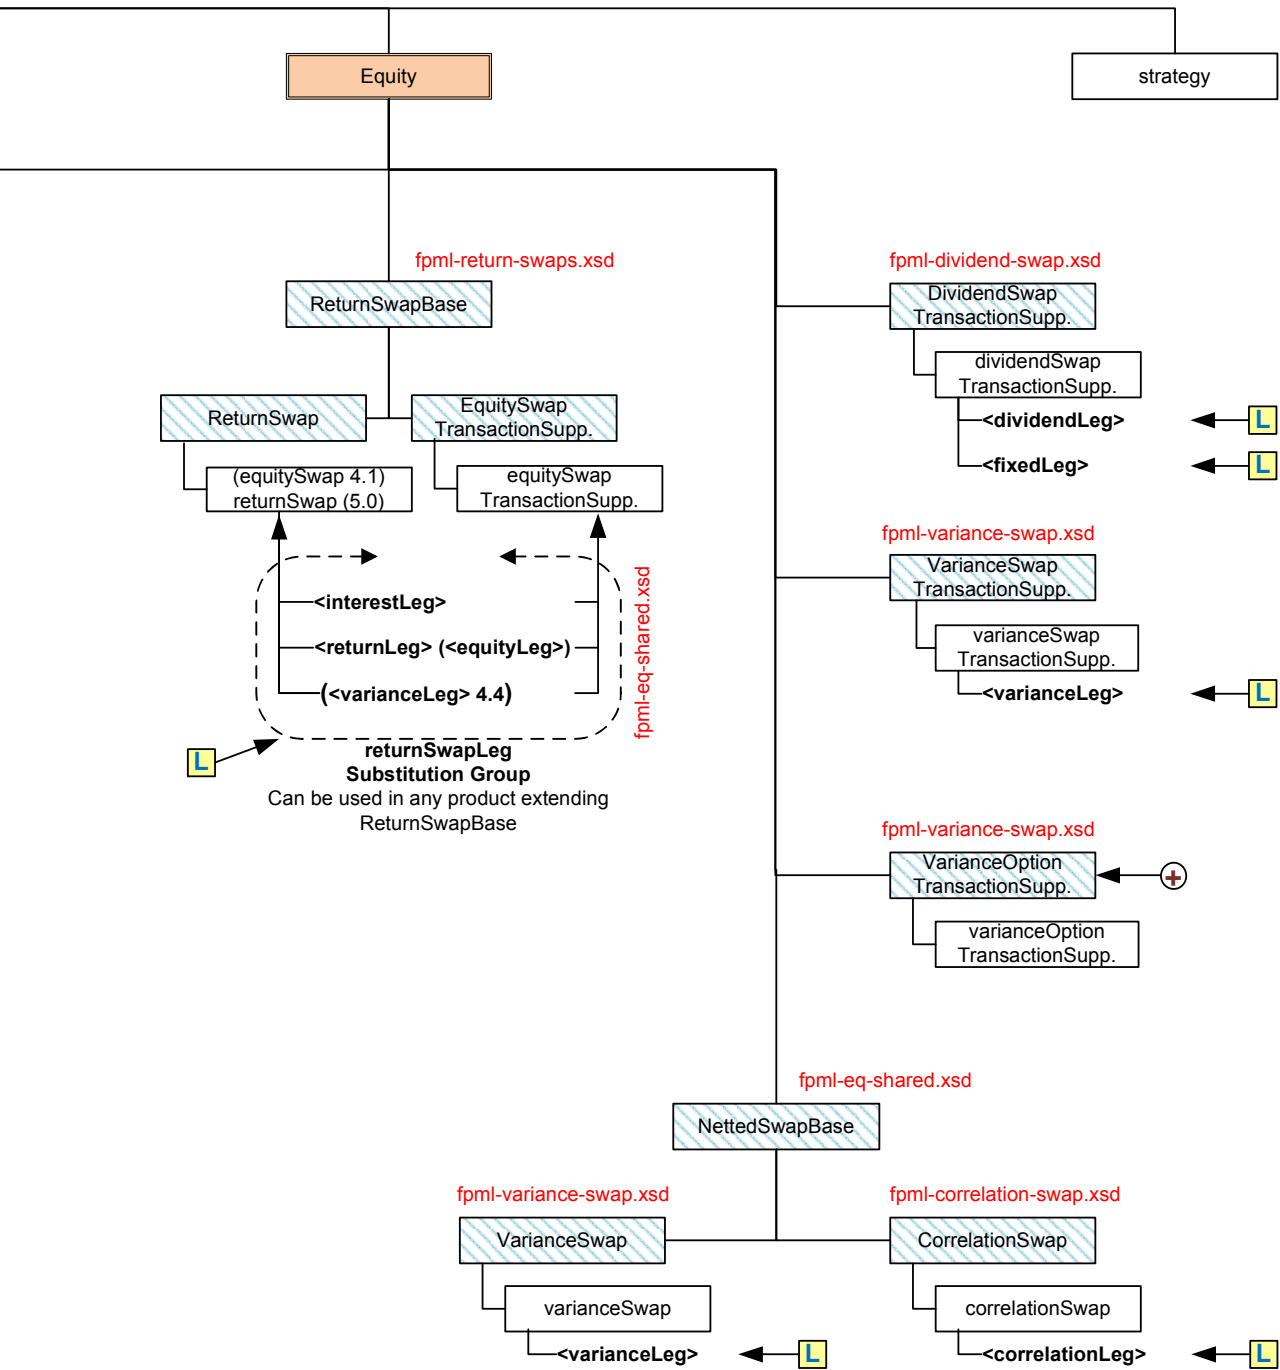 Equity
strategy
fpml-return-swaps.xsd
ReturnSwapBase
ReturnSwap
EquitySwap
TransactionSupp.
(equitySwap 4.1)
returnSwap (5.0)
equitySwap
TransactionSupp.
<interestLeg>
<returnLeg> (<equityLeg>)
(<varianceLeg> 4.4)
fpml-eq-shared.xsd
L
returnSwapLeg
Substitution Group
Can be used in any product extending
ReturnSwapBase
fpml-dividend-swap.xsd
DividendSwap
TransactionSupp.
dividendSwap
TransactionSupp.
<dividendLeg>
L
<fixedLeg>
L
fpml-variance-swap.xsd
VarianceSwap
TransactionSupp.
varianceSwap
TransactionSupp.
<varianceLeg>
L
fpml-variance-swap.xsd
VarianceOption
TransactionSupp.
+
varianceOption
TransactionSupp.
fpml-eq-shared.xsd
NettedSwapBase
fpml-variance-swap.xsd
VarianceSwap
varianceSwap
<varianceLeg>
L
fpml-correlation-swap.xsd
CorrelationSwap
correlationSwap
<correlationLeg>
L